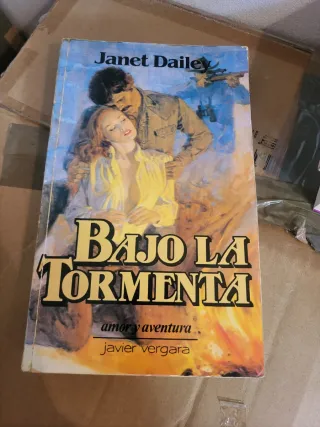 Janet Dailey
BAJO LA
TORMENTA
amor y aventura
javier vergara